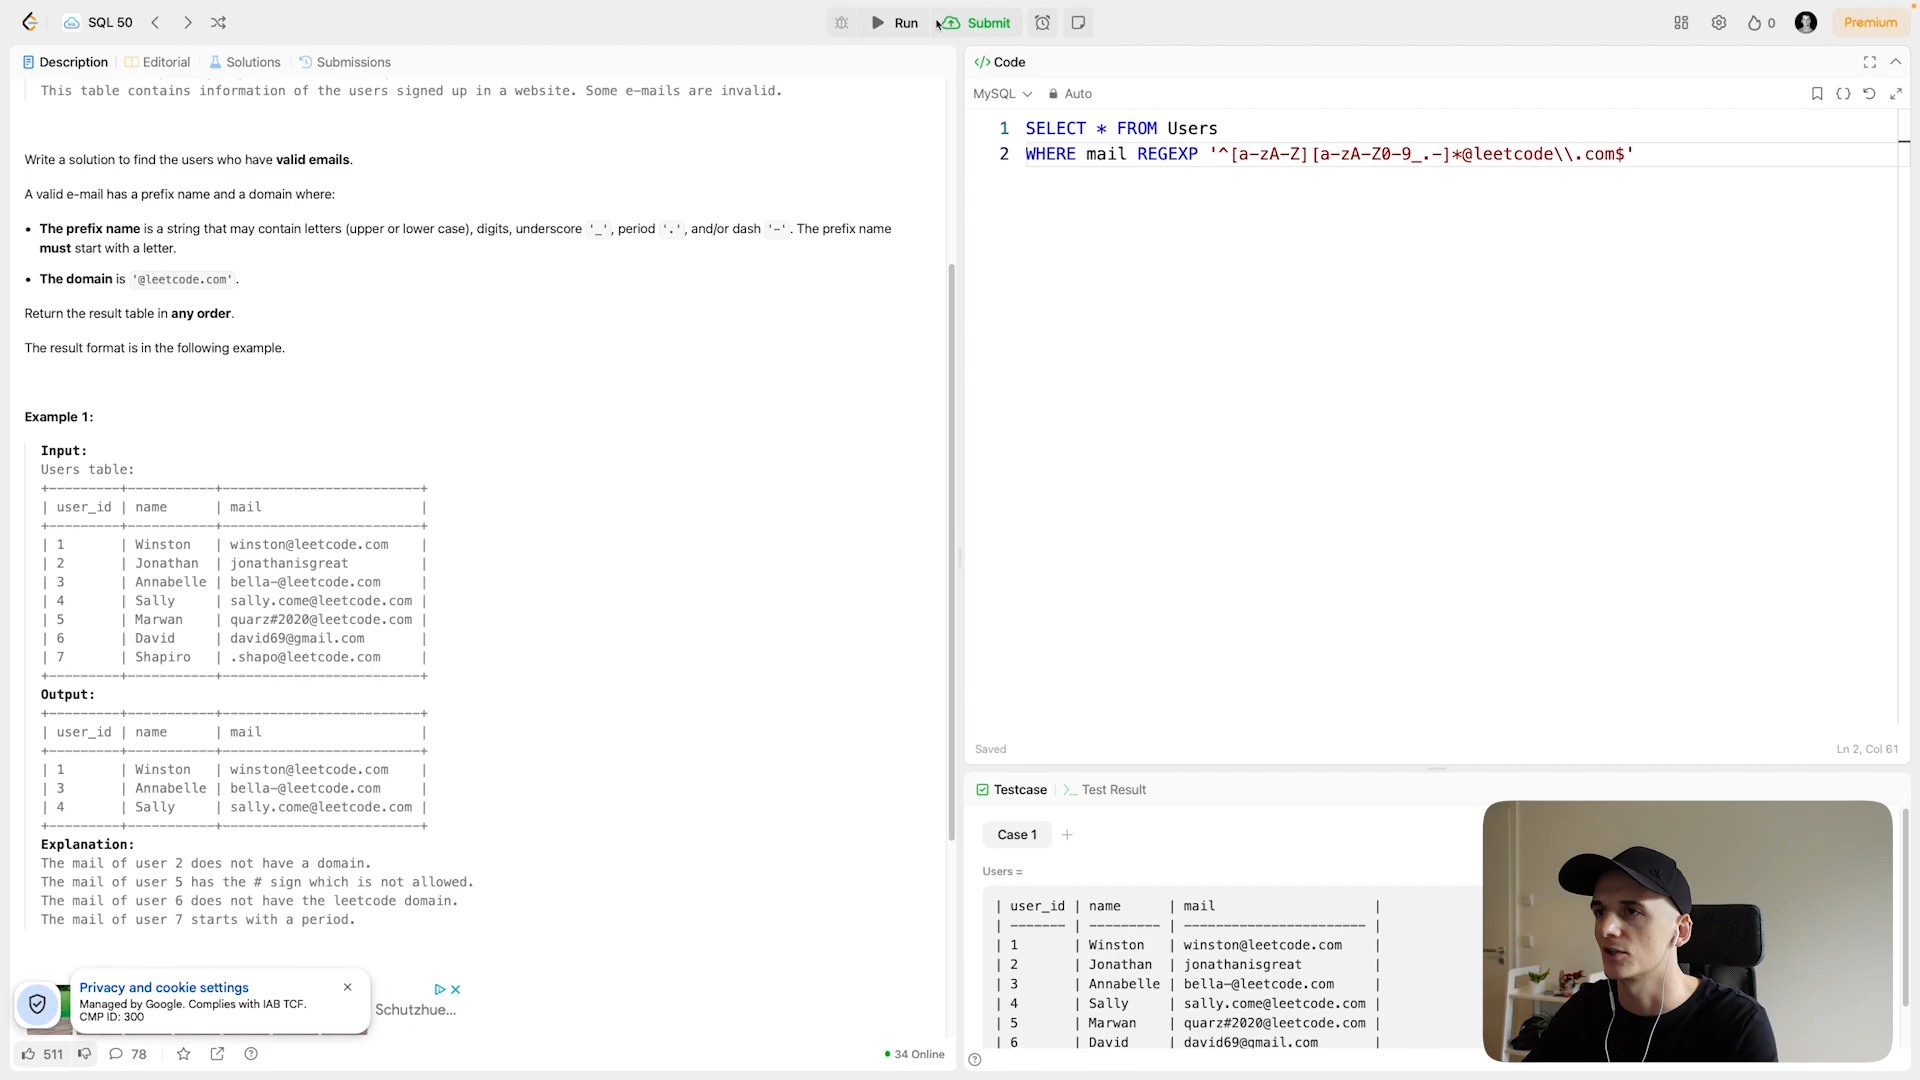 SQL 50
Run
Submit
0
Premium
Description
Editorial
Solutions
Submissions
This table contains information of the users signed up in a website. Some e-mails are invalid.
Write a solution to find the users who have valid emails.
A valid e-mail has a prefix name and a domain where:
• The prefix name is a string that may contain letters (upper or lower case), digits, underscore '_', period '.', and/or dash '-'. The prefix name
must start with a letter.
• The domain is '@leetcode.com'.
Return the result table in any order.
The result format is in the following example.
Example 1:
Input:
Users table:
+---------+-----------+-------------------------+
| user_id | name      | mail                    |
+---------+-----------+-------------------------+
| 1       | Winston   | winston@leetcode.com    |
| 2       | Jonathan  | jonathanisgreat         |
| 3       | Annabelle | bella-@leetcode.com     |
| 4       | Sally     | sally.come@leetcode.com |
| 5       | Marwan    | quarz#2020@leetcode.com |
| 6       | David     | david69@gmail.com       |
| 7       | Shapiro   | .shapo@leetcode.com     |
+---------+-----------+-------------------------+
Output:
+---------+-----------+-------------------------+
| user_id | name      | mail                    |
+---------+-----------+-------------------------+
| 1       | Winston   | winston@leetcode.com    |
| 3       | Annabelle | bella-@leetcode.com     |
| 4       | Sally     | sally.come@leetcode.com |
+---------+-----------+-------------------------+
Explanation:
The mail of user 2 does not have a domain.
The mail of user 5 has the # sign which is not allowed.
The mail of user 6 does not have the leetcode domain.
The mail of user 7 starts with a period.
Privacy and cookie settings
Managed by Google. Complies with IAB TCF.
CMP ID: 300
Schutzhue...
511
78
34 Online
</> Code
MySQL
Auto
1 SELECT * FROM Users
2 WHERE mail REGEXP '^[a-zA-Z][a-zA-Z0-9_.-]*@leetcode\\.com$'
Saved
Ln 2, Col 61
Testcase
Test Result
Case 1
Users =
| user_id | name      | mail                    |
| ------- | --------- | ----------------------- |
| 1       | Winston   | winston@leetcode.com    |
| 2       | Jonathan  | jonathanisgreat         |
| 3       | Annabelle | bella-@leetcode.com     |
| 4       | Sally     | sally.come@leetcode.com |
| 5       | Marwan    | quarz#2020@leetcode.com |
| 6       | David     | david69@gmail.com       |